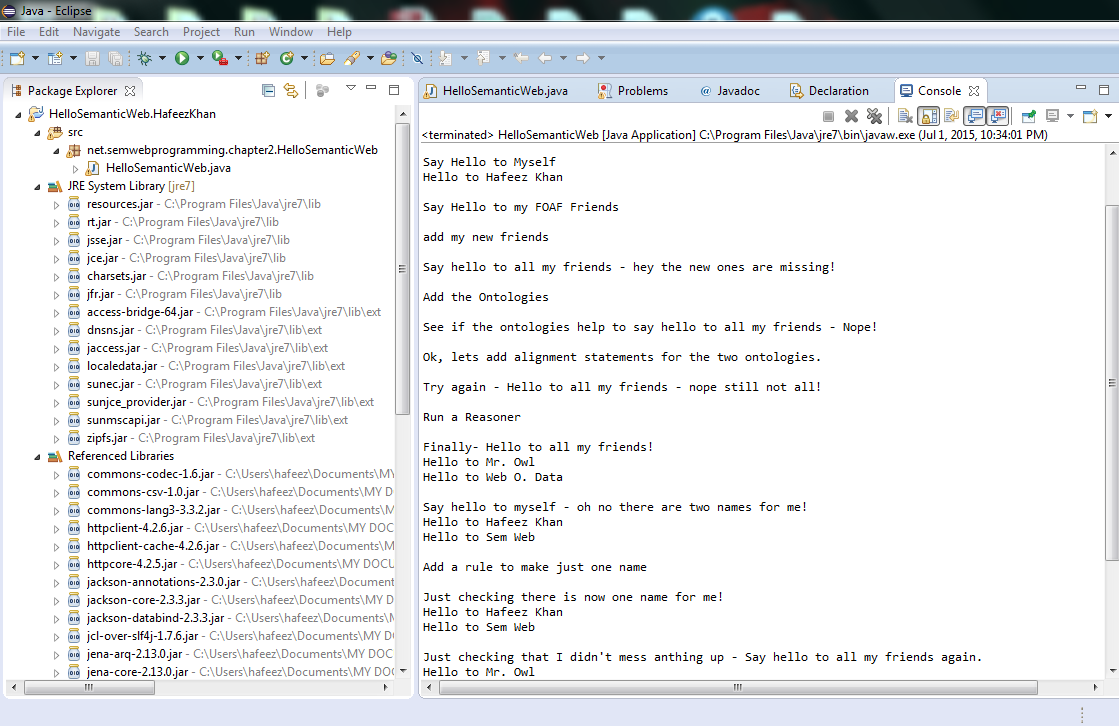 Java - Eclipse
File Edit Navigate Search Project Run Window Help
Package Explorer
HelloSemanticWeb.HafeezKhan
src
net.semwebprogramming.chapter2.HelloSemanticWeb
HelloSemanticWeb.java
JRE System Library [jre7]
resources.jar - C:\Program Files\Java\jre7\lib
rt.jar - C:\Program Files\Java\jre7\lib
jsse.jar - C:\Program Files\Java\jre7\lib
jce.jar - C:\Program Files\Java\jre7\lib
charsets.jar - C:\Program Files\Java\jre7\lib
jfr.jar - C:\Program Files\Java\jre7\lib
access-bridge-64.jar - C:\Program Files\Java\jre7\lib\ext
dnsns.jar - C:\Program Files\Java\jre7\lib\ext
jaccess.jar - C:\Program Files\Java\jre7\lib\ext
localedata.jar - C:\Program Files\Java\jre7\lib\ext
sunec.jar - C:\Program Files\Java\jre7\lib\ext
sunjce_provider.jar - C:\Program Files\Java\jre7\lib\ext
sunmscapi.jar - C:\Program Files\Java\jre7\lib\ext
zipfs.jar - C:\Program Files\Java\jre7\lib\ext
Referenced Libraries
commons-codec-1.6.jar - C:\Users\hafeez\Documents\MY
commons-csv-1.0.jar - C:\Users\hafeez\Documents\MY D
commons-lang3-3.3.2.jar - C:\Users\hafeez\Documents\M
httpclient-4.2.6.jar - C:\Users\hafeez\Documents\MY DOC
httpclient-cache-4.2.6.jar - C:\Users\hafeez\Documents\M
httpcore-4.2.5.jar - C:\Users\hafeez\Documents\MY DOCU
jackson-annotations-2.3.0.jar - C:\Users\hafeez\Document
jackson-core-2.3.3.jar - C:\Users\hafeez\Documents\MY D
jackson-databind-2.3.3.jar - C:\Users\hafeez\Documents\M
jcl-over-slf4j-1.7.6.jar - C:\Users\hafeez\Documents\MY D
jena-arq-2.13.0.jar - C:\Users\hafeez\Documents\MY DOC
jena-core-2.13.0.jar - C:\Users\hafeez\Documents\MY DOC
HelloSemanticWeb.java Problems @ Javadoc Declaration Console
<terminated> HelloSemanticWeb [Java Application] C:\Program Files\Java\jre7\bin\javaw.exe (Jul 1, 2015, 10:34:01 PM)
Say Hello to Myself
Hello to Hafeez Khan
Say Hello to my FOAF Friends
add my new friends
Say hello to all my friends - hey the new ones are missing!
Add the Ontologies
See if the ontologies help to say hello to all my friends - Nope!
Ok, lets add alignment statements for the two ontologies.
Try again - Hello to all my friends - nope still not all!
Run a Reasoner
Finally- Hello to all my friends!
Hello to Mr. Owl
Hello to Web O. Data
Say hello to myself - oh no there are two names for me!
Hello to Hafeez Khan
Hello to Sem Web
Add a rule to make just one name
Just checking there is now one name for me!
Hello to Hafeez Khan
Hello to Sem Web
Just checking that I didn't mess anthing up - Say hello to all my friends again.
Hello to Mr. Owl